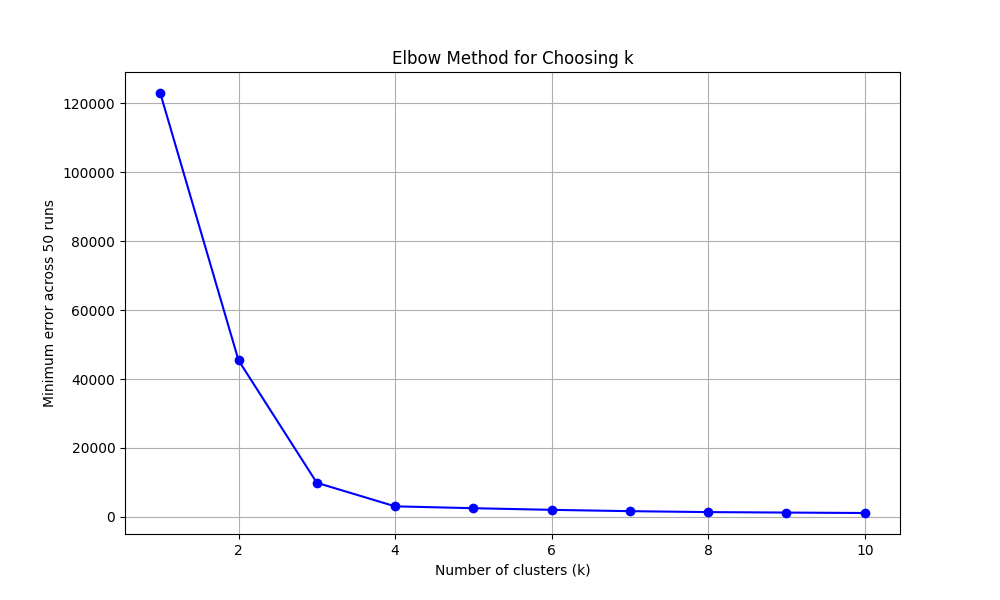 Elbow Method for Choosing k
120000
100000
80000
60000
40000
20000
0
Minimum error across 50 runs
2 4 6 8 10
Number of clusters (k)